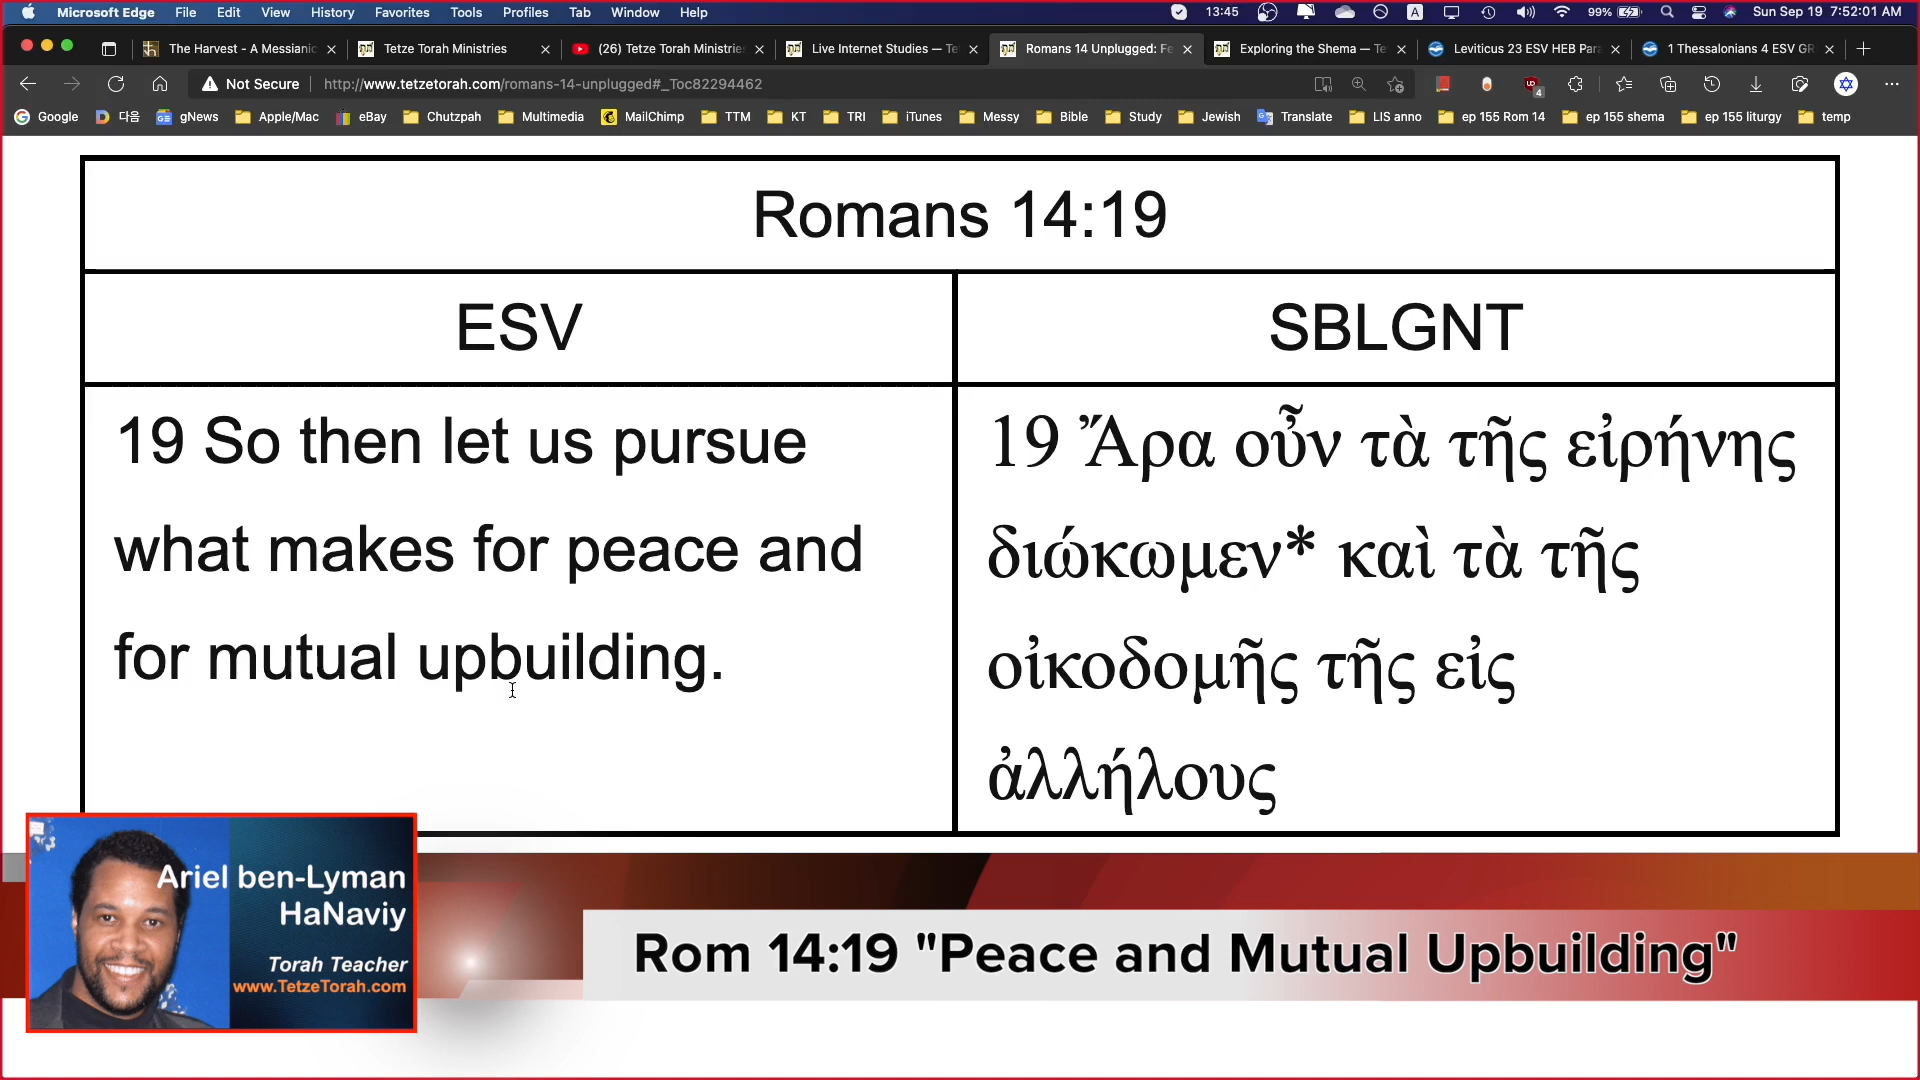 Microsoft Edge File Edit View History Favorites Tools Profiles Tab Window Help 13:45 A 99% Sun Sep 19 7:52:01 AM
The Harvest - A Messianic Tetze Torah Ministries (26) Tetze Torah Ministrie Live Internet Studies — Te Romans 14 Unplugged: Fe Exploring the Shema — Te Leviticus 23 ESV HEB Para 1 Thessalonians 4 ESV GR
Not Secure http://www.tetzetorah.com/romans-14-unplugged#_Toc82294462 4
Google 다음 gNews Apple/Mac eBay Chutzpah Multimedia MailChimp TTM KT TRI iTunes Messy Bible Study Jewish Translate LIS anno ep 155 Rom 14 ep 155 shema ep 155 liturgy temp
Romans 14:19
ESV
SBLGNT
19 So then let us pursue
what makes for peace and
for mutual upbuilding.
19 Ἄρα οὖν τὰ τῆς εἰρήνης
διώκωμεν* καὶ τὰ τῆς
οἰκοδομῆς τῆς εἰς
ἀλλήλους
Ariel ben-Lyman
HaNaviy
Torah Teacher
www.TetzeTorah.com
Rom 14:19 "Peace and Mutual Upbuilding"